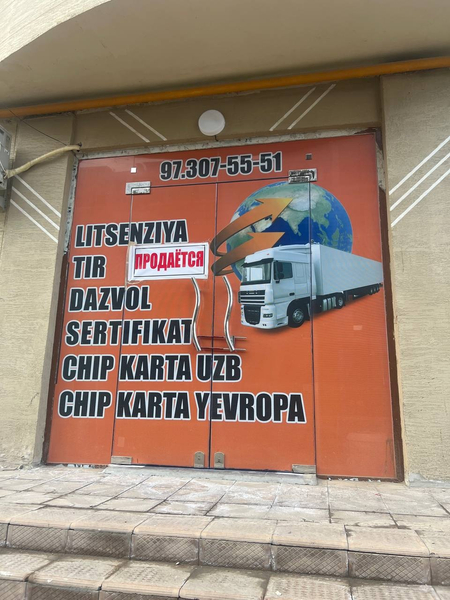 97.307-55-51
LITSENZIYA
ПРОДАЁТСЯ
TIR
DAZVOL
SERTIFIKAT
CHIP KARTA UZB
CHIP KARTA YEVROPA